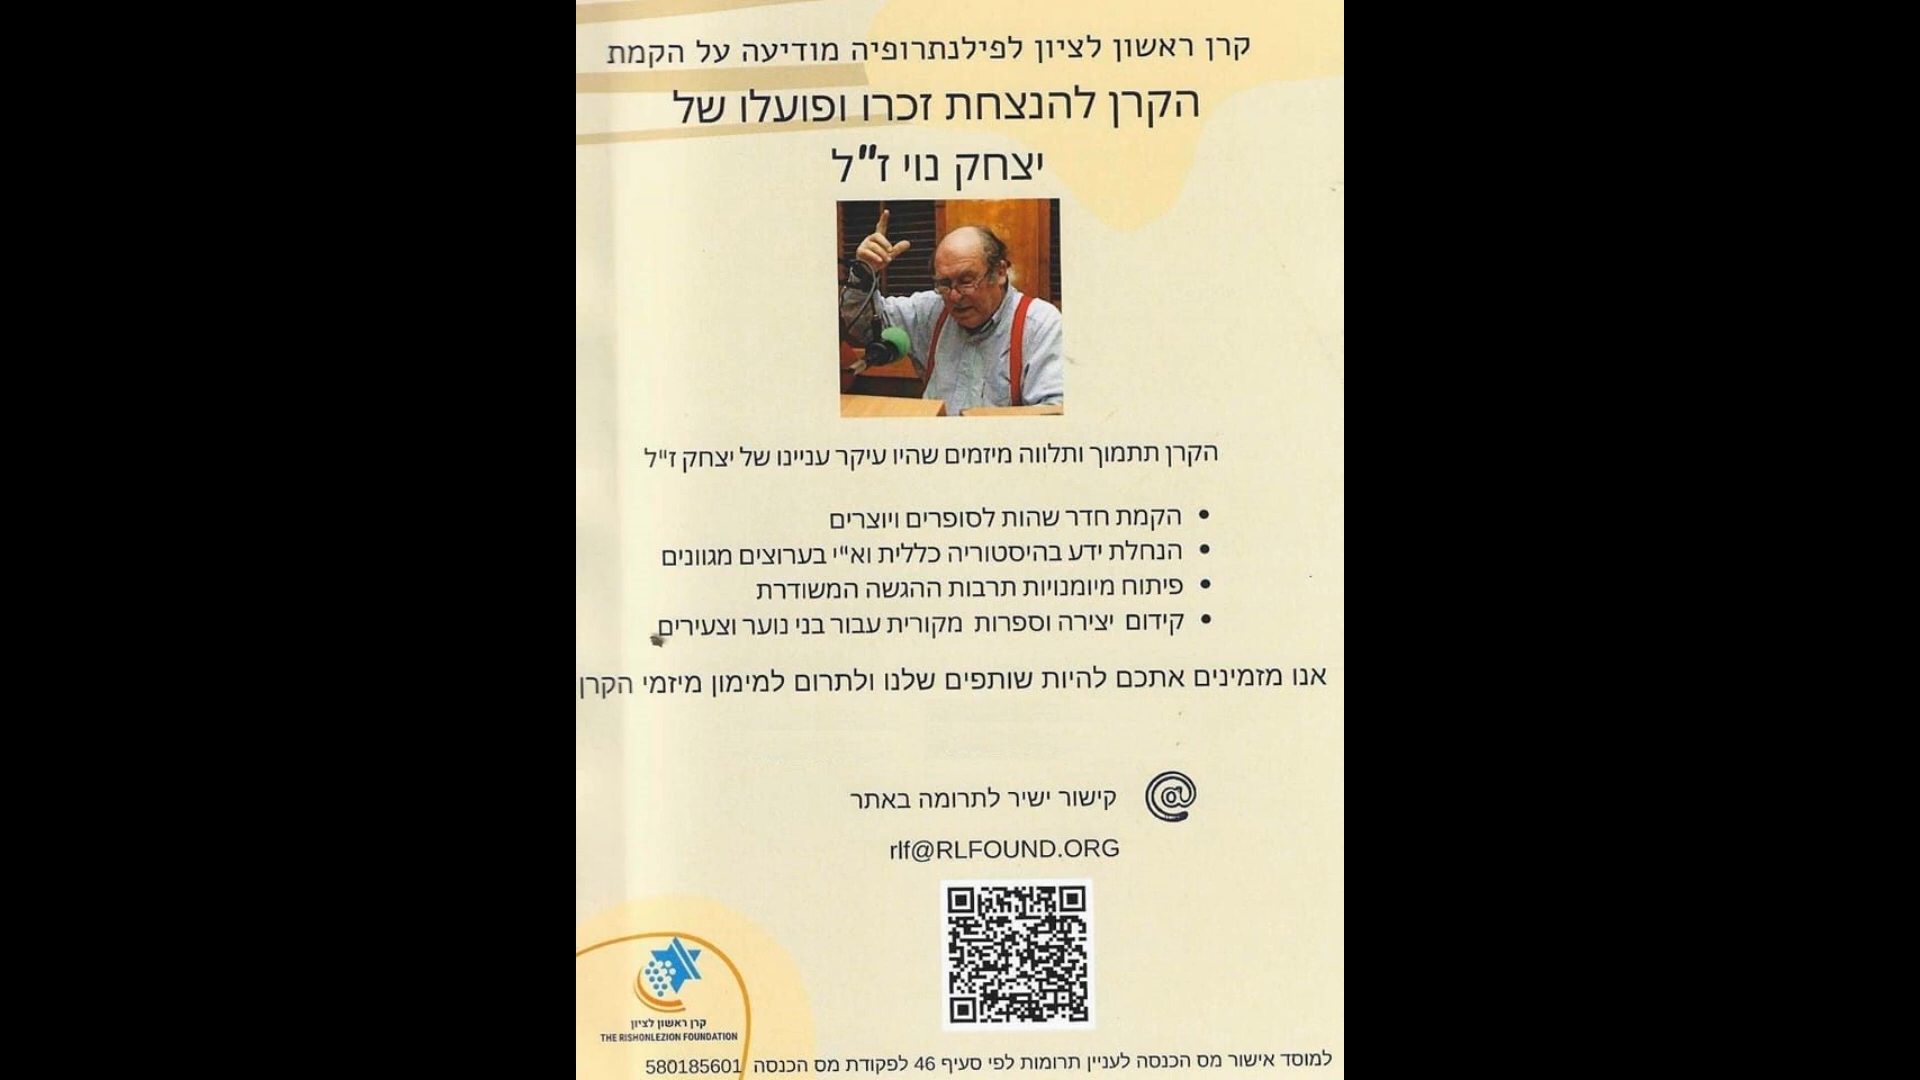 קרן ראשון לציון לפילנתרופיה מודיעה על הקמת
הקרן להנצחת זכרו ופועלו של
יצחק נוי ז"ל
הקרן תתמוך ותלווה מיזמים שהיו עיקר עניינו של יצחק ז"ל
• הקמת חדר שהות לסופרים ויוצרים
• הנחלת ידע בהיסטוריה כללית וא"י בערוצים מגוונים
• פיתוח מיומנויות תרבות ההגשה המשודרת
• קידום יצירה וספרות מקורית עבור בני נוער וצעירים
אנו מזמינים אתכם להיות שותפים שלנו ולתרום למימון מיזמי הקרן
@ קישור ישיר לתרומה באתר
rlf@RLFOUND.ORG
קרן ראשון לציון
THE RISHONLEZION FOUNDATION
למוסד אישור מס הכנסה לעניין תרומות לפי סעיף 46 לפקודת מס הכנסה 580185601